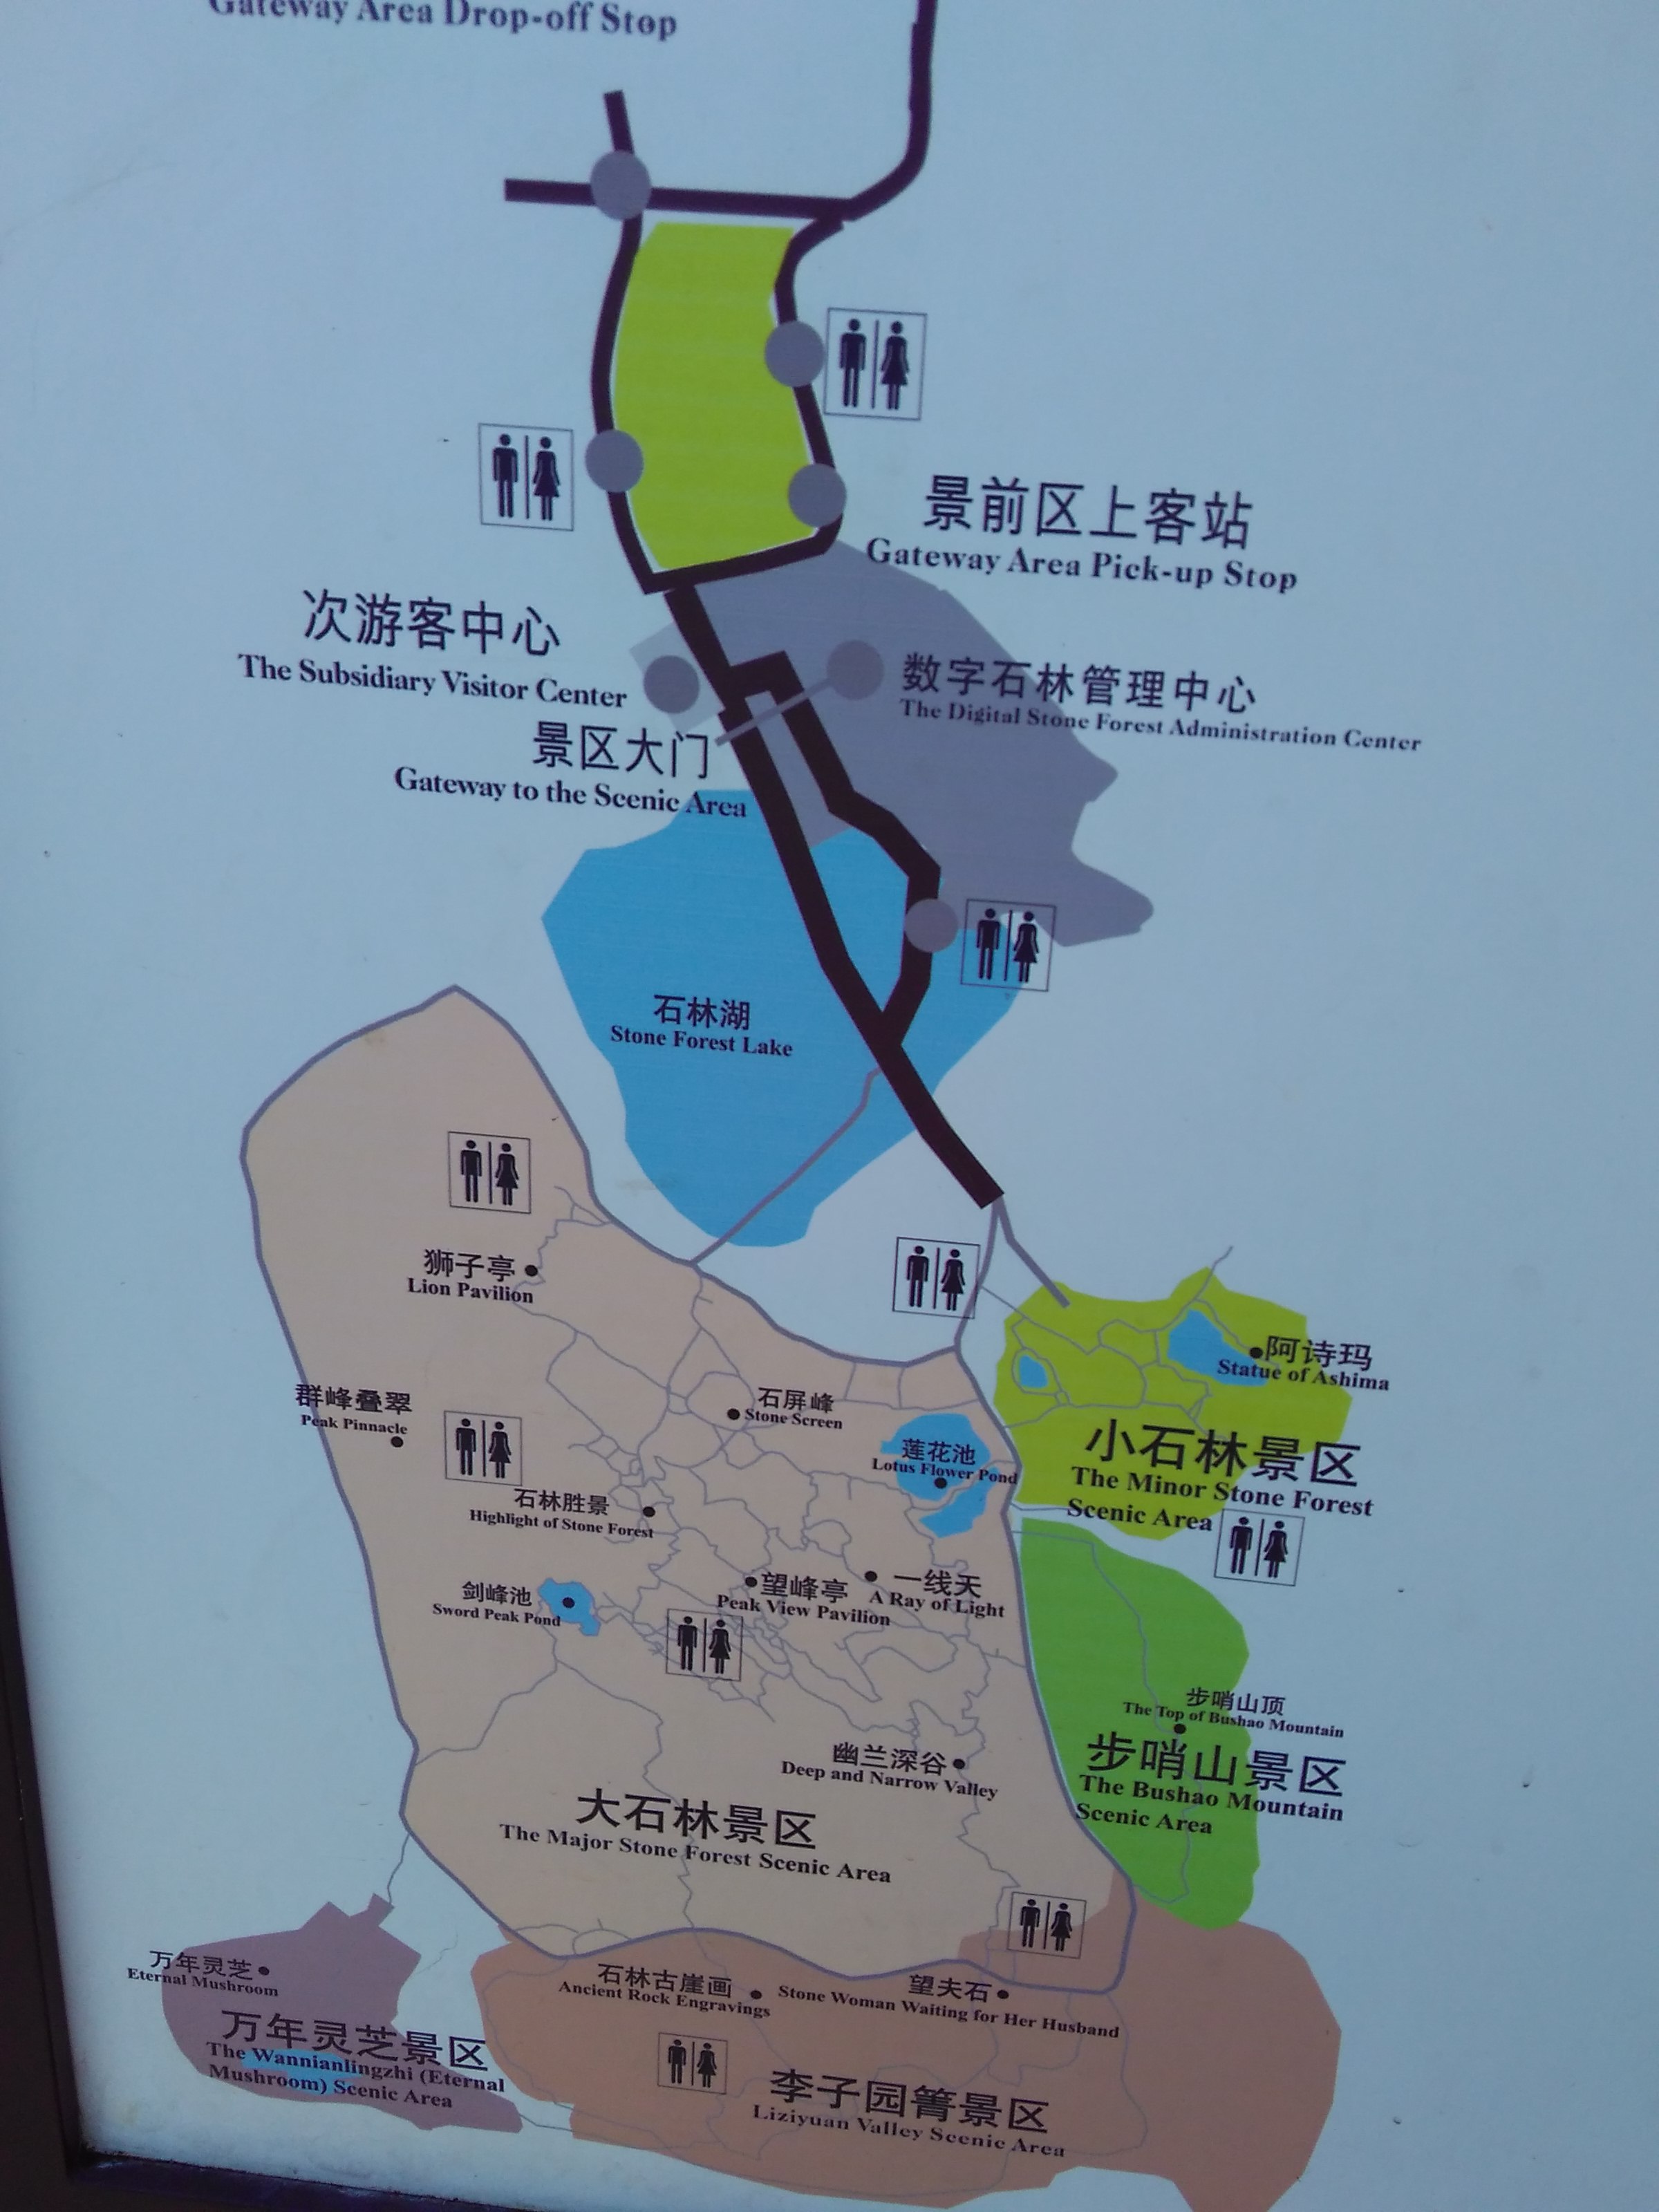 Gateway Area Drop-off Stop
景前区上客站
Gateway Area Pick-up Stop
次游客中心
The Subsidiary Visitor Center
数字石林管理中心
The Digital Stone Forest Administration Center
景区大门
Gateway to the Scenic Area
石林湖
Stone Forest Lake
狮子亭
Lion Pavilion
阿诗玛
Statue of Ashima
群峰叠翠
Peak Pinnacle
石屏峰
Stone Screen
莲花池
Lotus Flower Pond
小石林景区
The Minor Stone Forest
Scenic Area
石林胜景
Highlight of Stone Forest
剑峰池
Sword Peak Pond
望峰亭
Peak View Pavilion
一线天
A Ray of Light
步哨山顶
The Top of Bushao Mountain
步哨山景区
The Bushao Mountain
Scenic Area
幽兰深谷
Deep and Narrow Valley
大石林景区
The Major Stone Forest Scenic Area
万年灵芝
Eternal Mushroom
万年灵芝景区
The Wannianlingzhi (Eternal
Mushroom) Scenic Area
石林古崖画
Ancient Rock Engravings
望夫石
Stone Woman Waiting for Her Husband
李子园箐景区
Liziyuan Valley Scenic Area